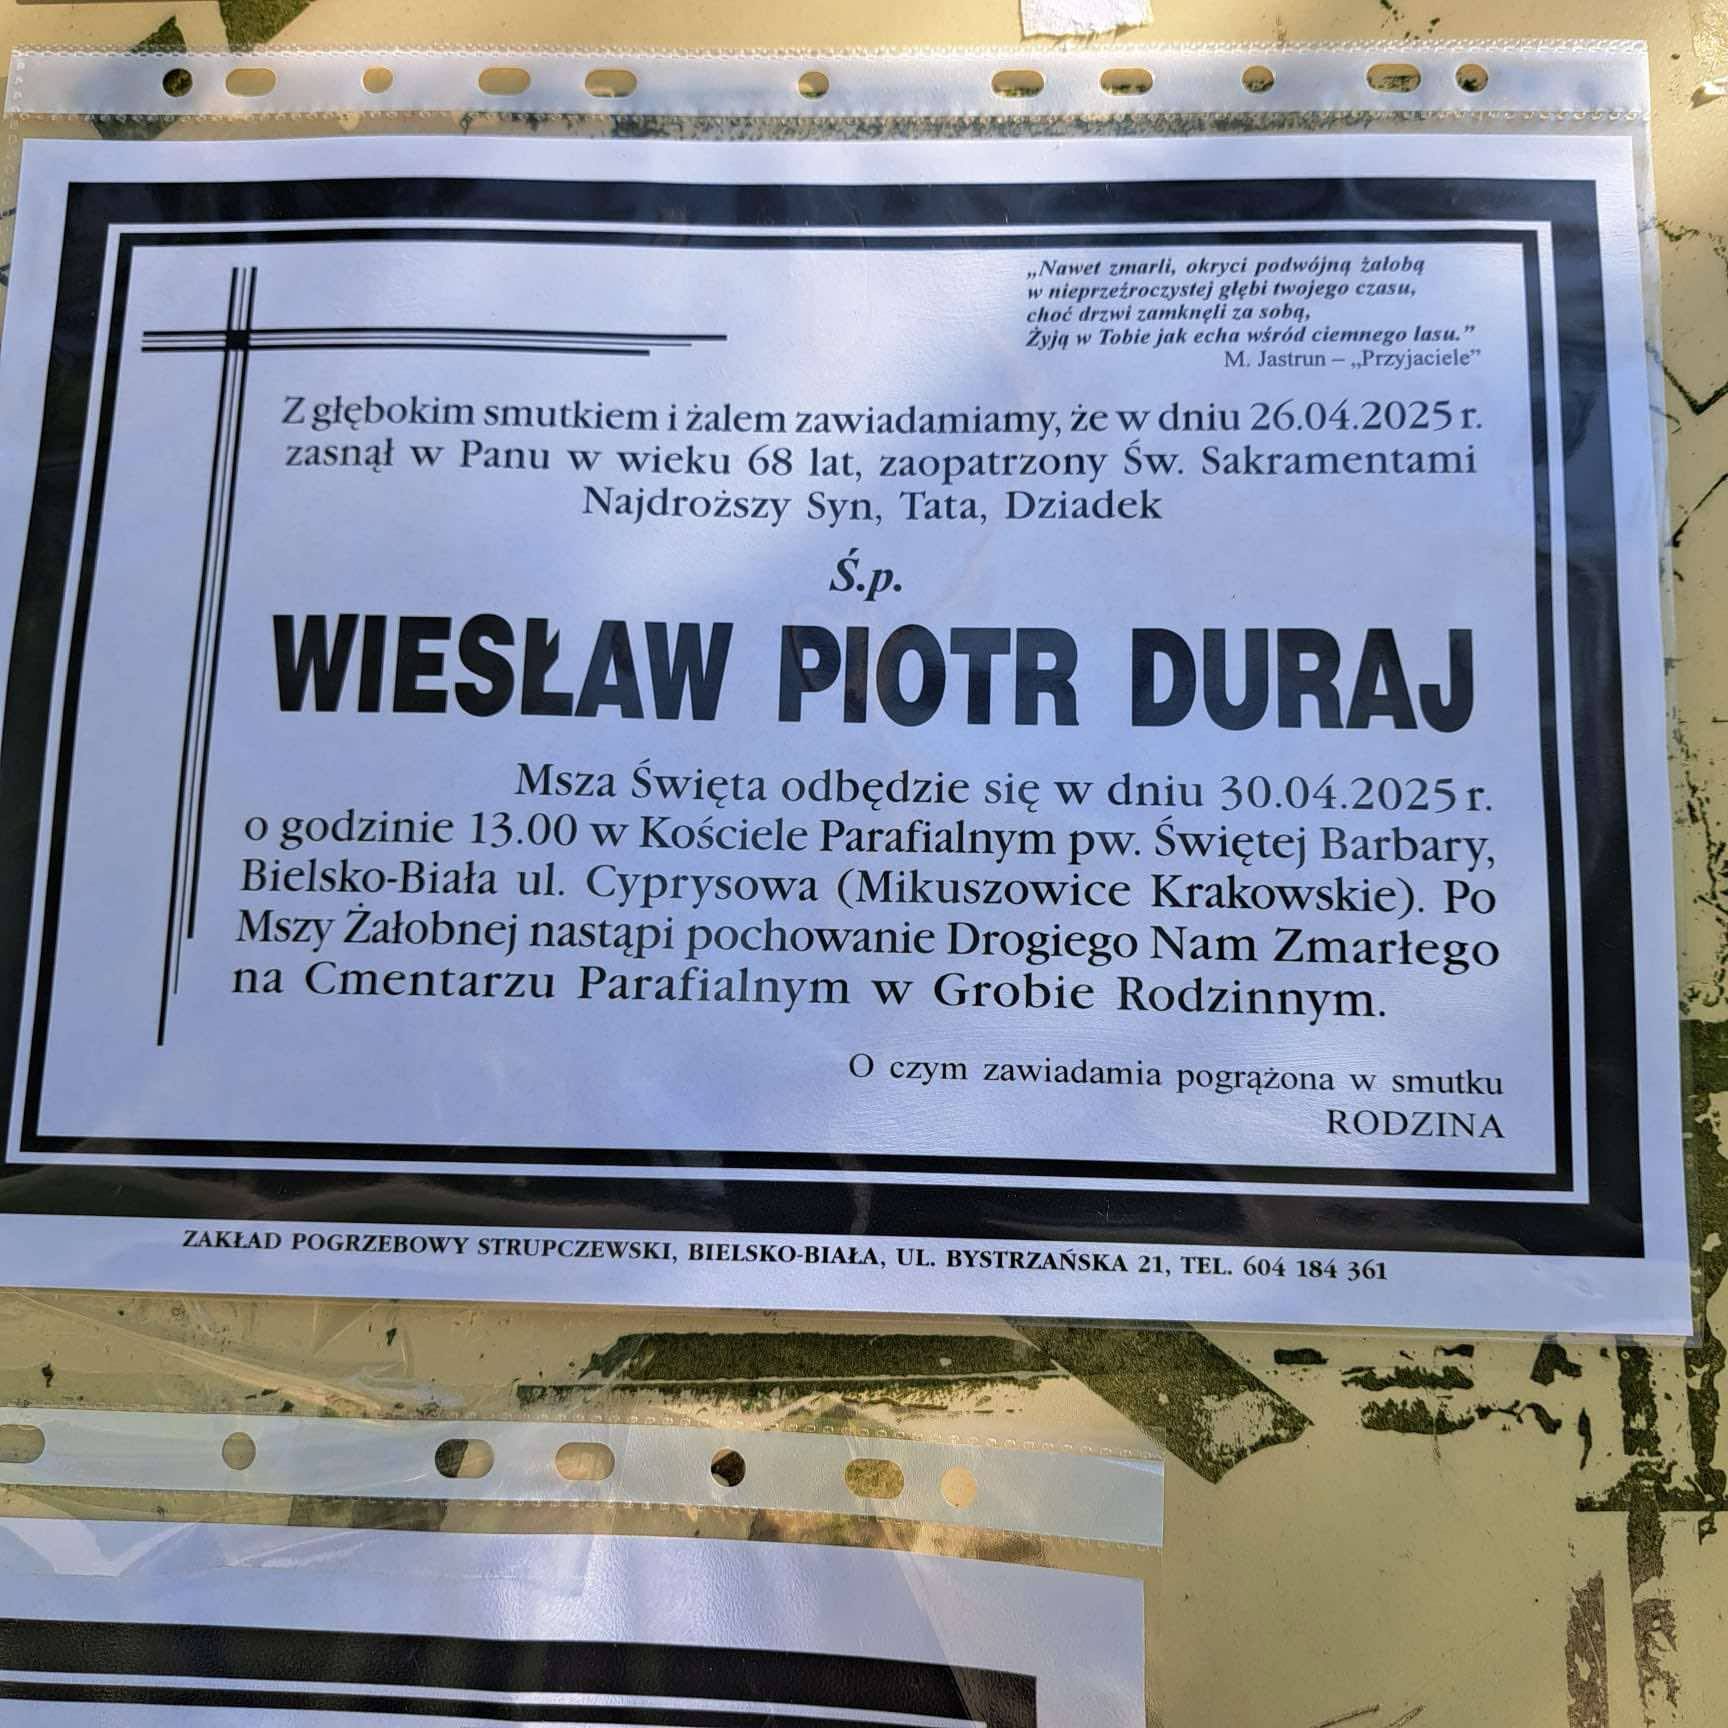 „Nawet zmarli, okryci podwójną żałobą
w nieprzeźroczystej głębi twojego czasu,
choć drzwi zamknęli za sobą,
Żyją w Tobie jak echa wśród ciemnego lasu.”
M. Jastrun – „Przyjaciele”
Z głębokim smutkiem i żalem zawiadamiamy, że w dniu 26.04.2025 r.
zasnął w Panu w wieku 68 lat, zaopatrzony Św. Sakramentami
Najdroższy Syn, Tata, Dziadek
Ś.p.
WIESŁAW PIOTR DURAJ
Msza Święta odbędzie się w dniu 30.04.2025 r.
o godzinie 13.00 w Kościele Parafialnym pw. Świętej Barbary,
Bielsko-Biała ul. Cyprysowa (Mikuszowice Krakowskie). Po
Mszy Żałobnej nastąpi pochowanie Drogiego Nam Zmarłego
na Cmentarzu Parafialnym w Grobie Rodzinnym.
O czym zawiadamia pogrążona w smutku
RODZINA
ZAKŁAD POGRZEBOWY STRUPCZEWSKI, BIELSKO-BIAŁA, UL. BYSTRZAŃSKA 21, TEL. 604 184 361